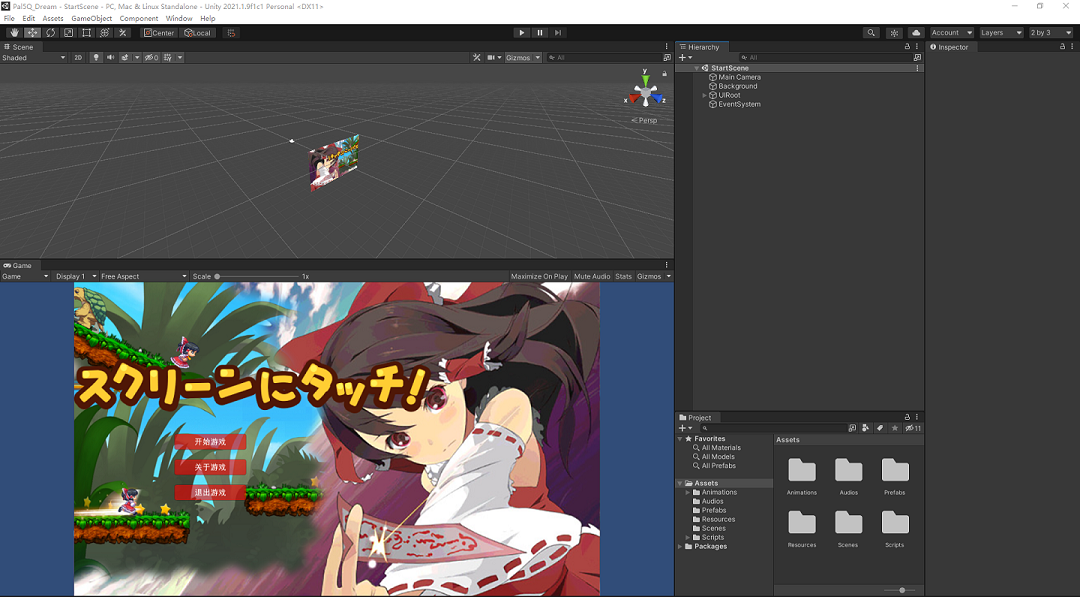 Pal5Q_Dream - StartScene - PC, Mac & Linux Standalone - Unity 2021.1.9f1c1 Personal <DX11>
File Edit Assets GameObject Component Window Help
Center Local
Account Layers 2 by 3
Scene
Shaded 2D 0 Gizmos All
y
x z
Persp
Game
Game Display 1 Free Aspect Scale 1x Maximize On Play Mute Audio Stats Gizmos
スクリーンにタッチ!
开始游戏
关于游戏
退出游戏
Hierarchy
All
StartScene
Main Camera
Background
UIRoot
EventSystem
Inspector
Project
11
Favorites
All Materials
All Models
All Prefabs
Assets
Animations
Audios
Prefabs
Resources
Scenes
Scripts
Packages
Assets
Animations Audios Prefabs
Resources Scenes Scripts